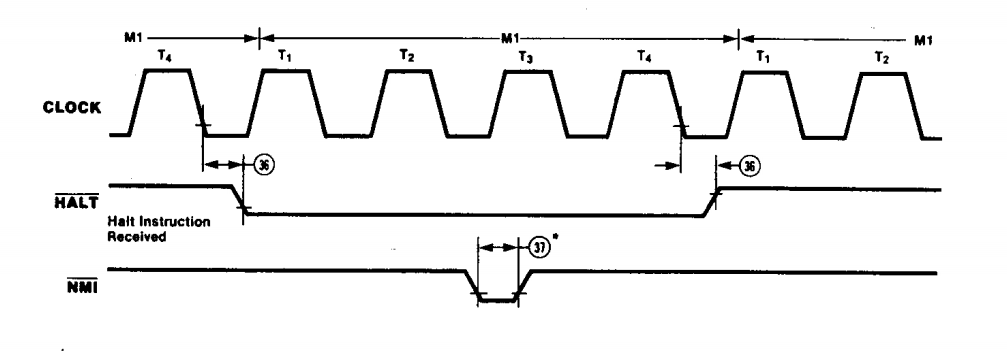 M1 M1 M1
T4 T1 T2 T3 T4 T1 T2
CLOCK
36 36
HALT
Halt Instruction
Received
37*
NMI